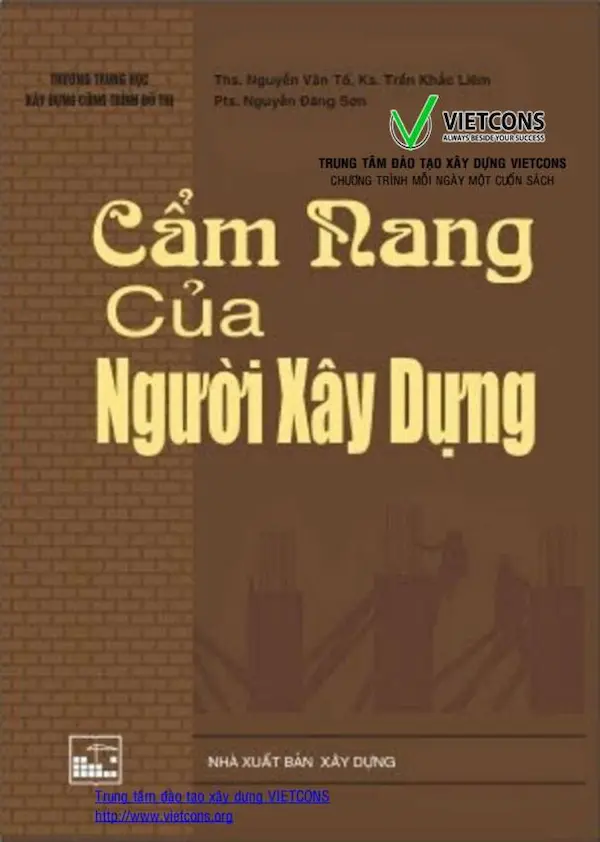 TRƯỜNG TRUNG HỌC
XÂY DỰNG CÔNG TRÌNH ĐÔ THỊ
Ths. Nguyễn Văn Tố, Ks. Trần Khắc Liêm
Pts. Nguyễn Đăng Sơn
VIETCONS
ALWAYS BESIDE YOUR SUCCESS
TRUNG TÂM ĐÀO TẠO XÂY DỰNG VIETCONS
CHƯƠNG TRÌNH MỖI NGÀY MỘT CUỐN SÁCH
Cẩm Nang
Của
Người Xây Dựng
NHÀ XUẤT BẢN XÂY DỰNG
Trung tâm đào tạo xây dựng VIETCONS
http://www.vietcons.org